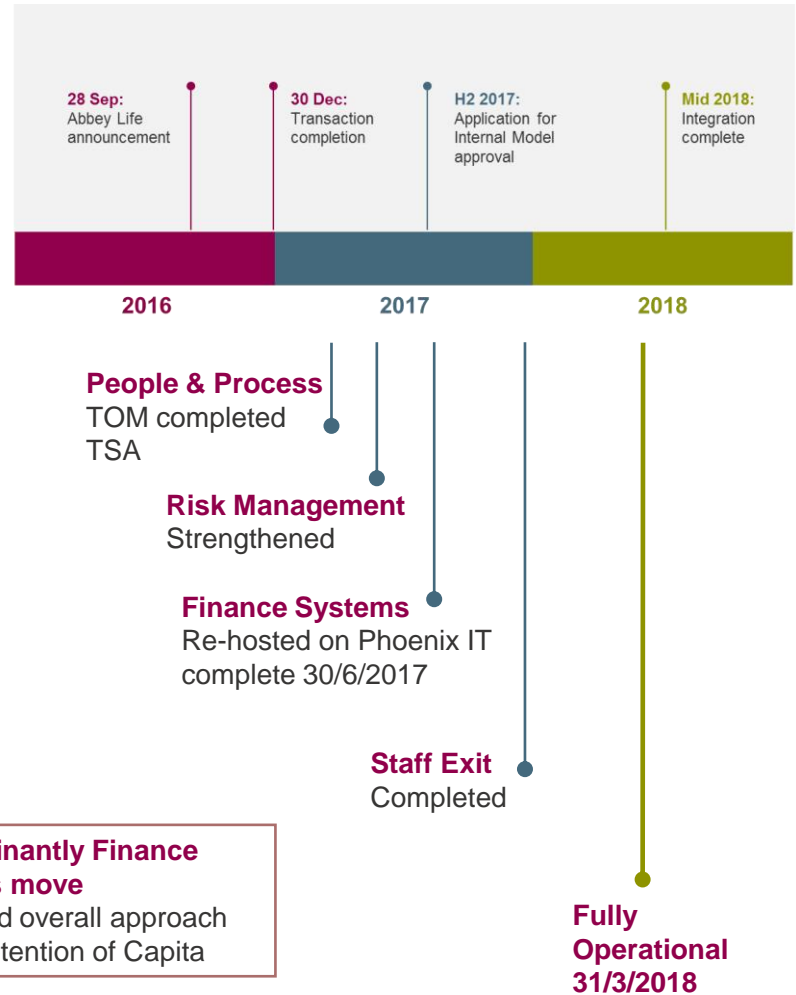 28 Sep:
Abbey Life
announcement
30 Dec:
Transaction
completion
H2 2017:
Application for
Internal Model
approval
Mid 2018:
Integration
complete
2016
2017
2018
People & Process
TOM completed
TSA
Risk Management
Strengthened
Finance Systems
Re-hosted on Phoenix IT
complete 30/6/2017
Staff Exit
Completed
inantly Finance
s move
d overall approach
tention of Capita
Fully
Operational
31/3/2018